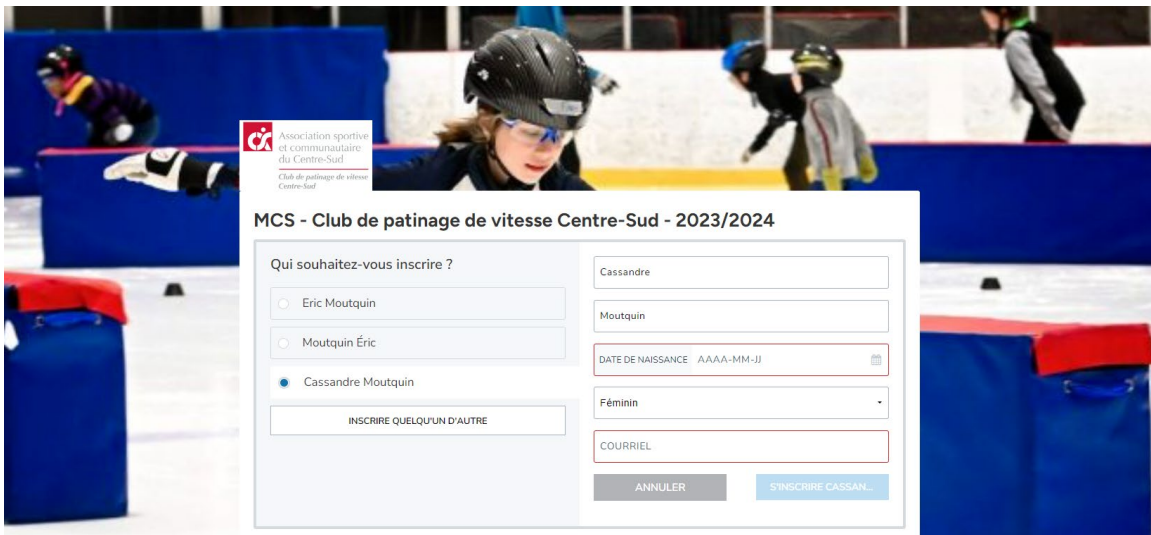 Association sportive
et communautaire
du Centre-Sud
Club de patinage de vitesse
Centre-Sud
MCS - Club de patinage de vitesse Centre-Sud - 2023/2024
Qui souhaitez-vous inscrire ?
Eric Moutquin
Moutquin Éric
Cassandre Moutquin
INSCRIRE QUELQU'UN D'AUTRE
Cassandre
Moutquin
DATE DE NAISSANCE AAAA-MM-JJ
Féminin
COURRIEL
ANNULER
S'INSCRIRE CASSAN...